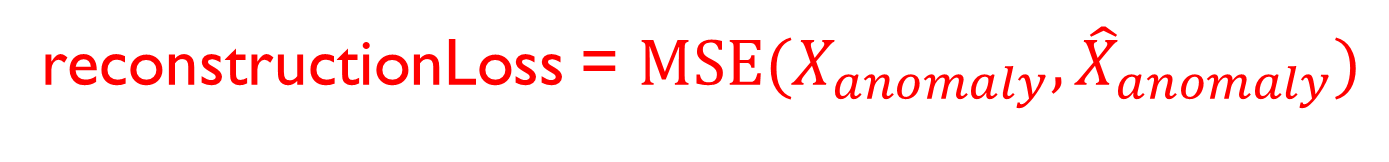 reconstructionLoss = MSE(X_anomaly, X̂_anomaly)